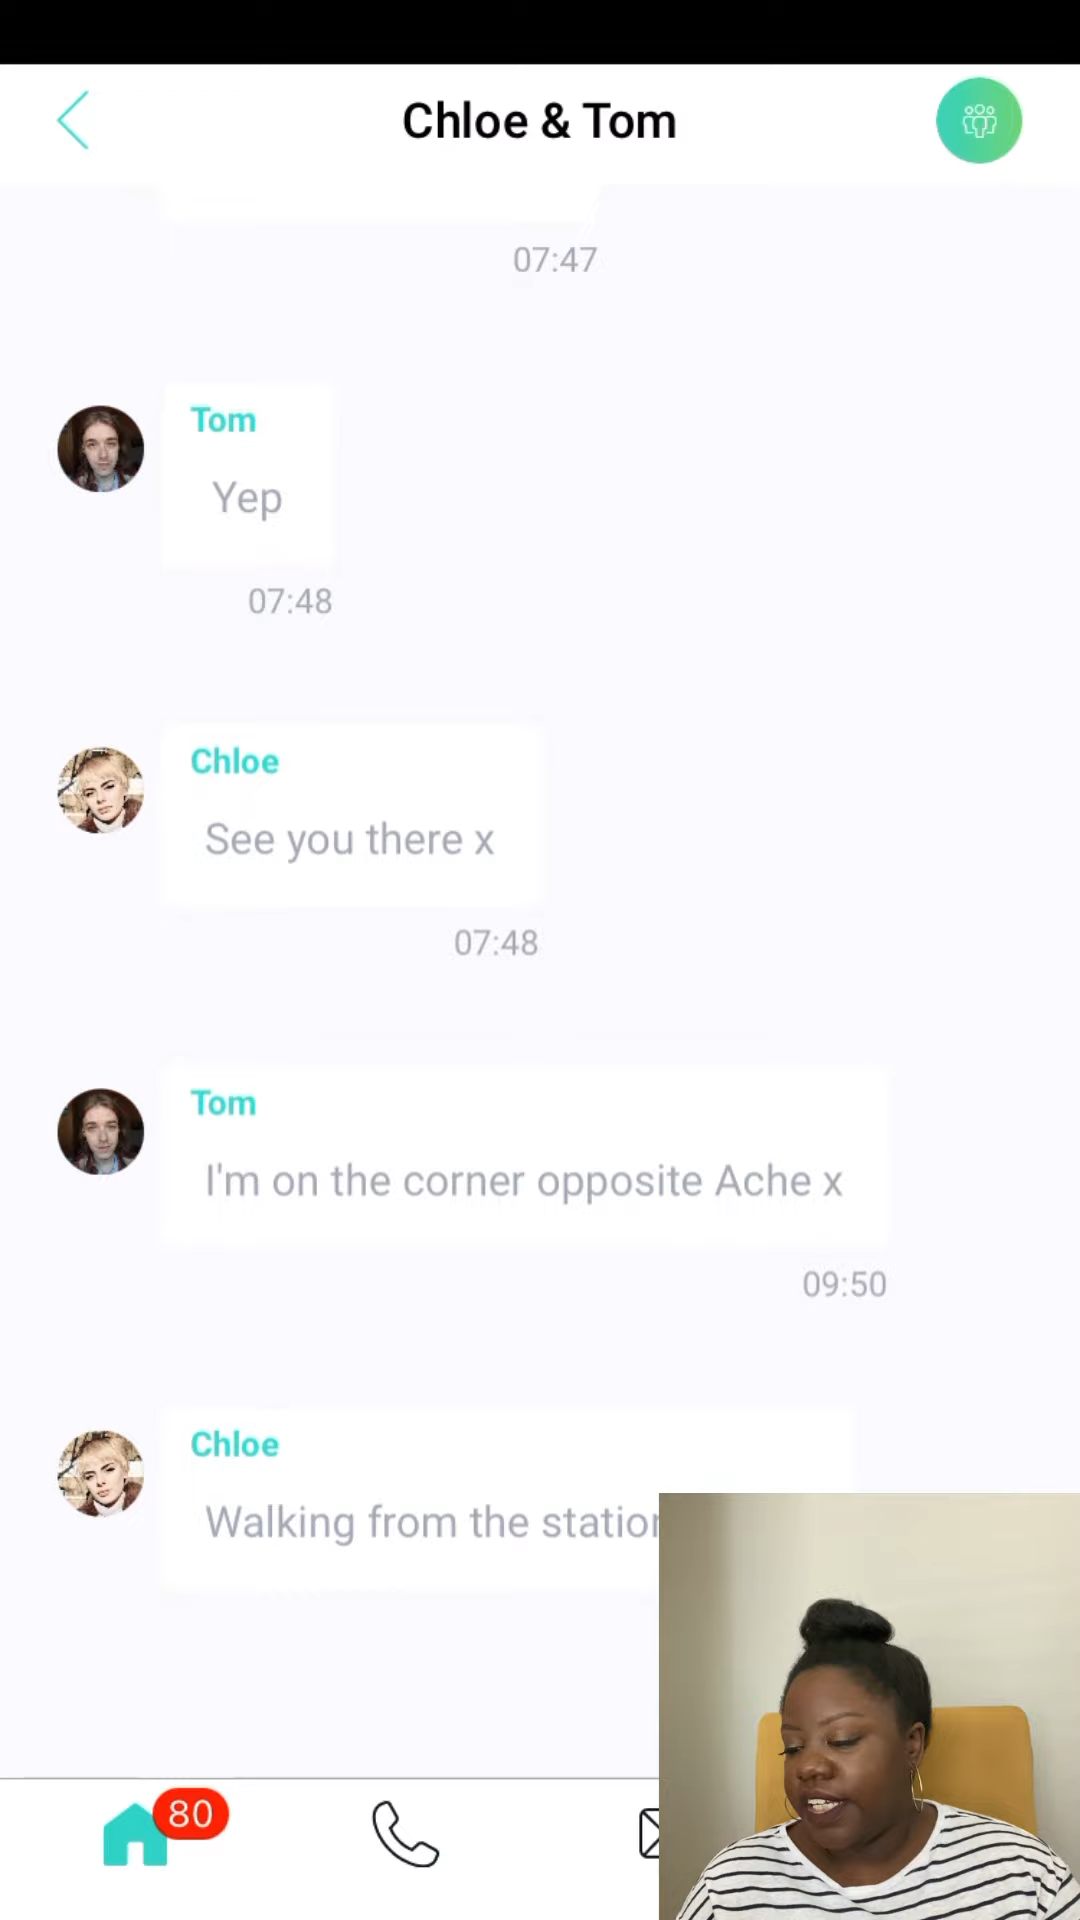 Chloe & Tom
07:47
Tom
Yep
07:48
Chloe
See you there x
07:48
Tom
I'm on the corner opposite Ache x
09:50
Chloe
Walking from the
80